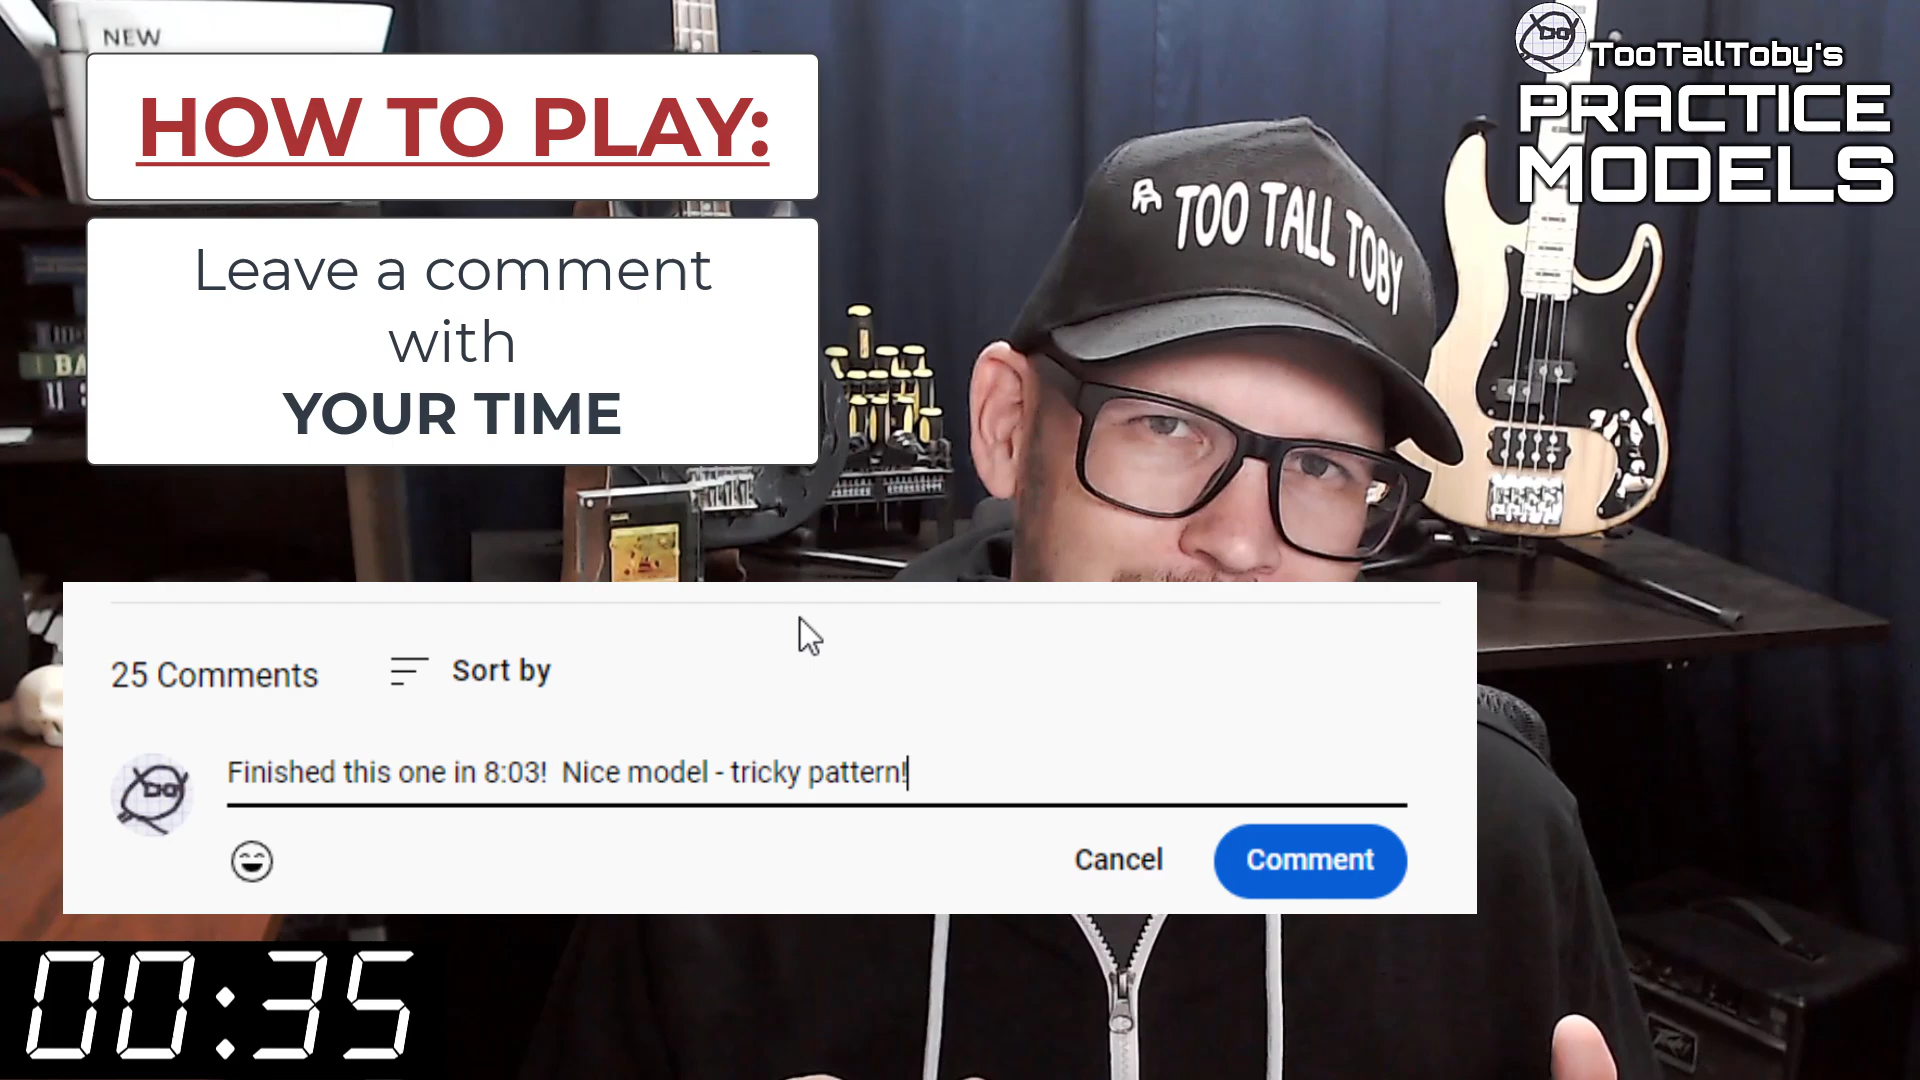 NEW
HOW TO PLAY:
Leave a comment
with
YOUR TIME
TooTallToby's
PRACTICE
MODELS
TOO TALL TOBY
25 Comments
Sort by
Finished this one in 8:03!  Nice model - tricky pattern!
Cancel
Comment
00:35